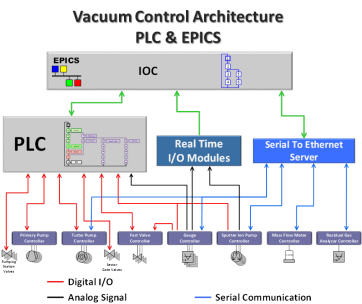 Vacuum Control Architecture
PLC & EPICS
EPICS
IOC
PLC
Real Time
I/O Modules
Serial To Ethernet
Server
Primary Pump
Controller
Turbo Pump
Controller
Fast Valve
Controller
Gauge
Controller
Sputter Ion Pump
Controller
Mass Flow Meter
Controller
Residual Gas
Analyzer Controller
Pumping
Station
Valves
Sector
Gate Valves
Digital I/O
Analog Signal
Serial Communication